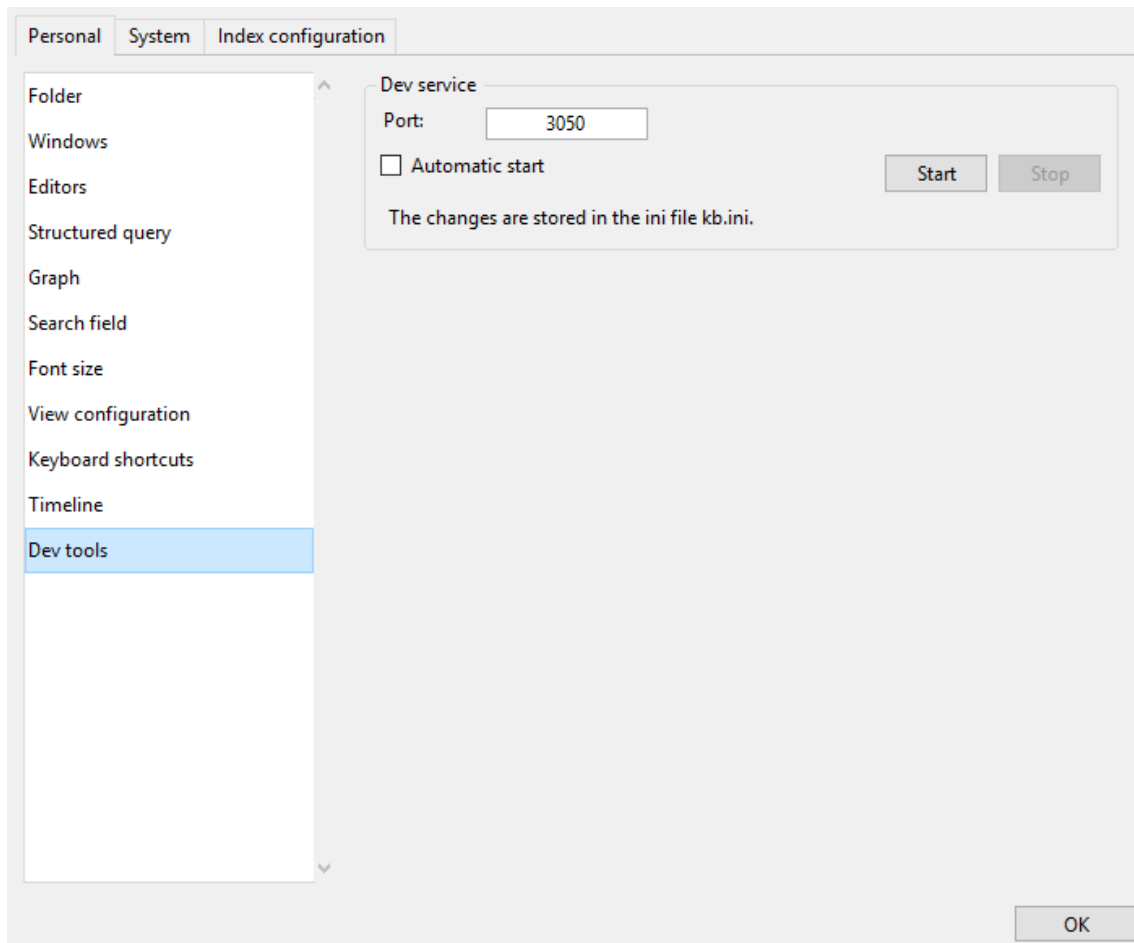 Personal System Index configuration
Folder
Windows
Editors
Structured query
Graph
Search field
Font size
View configuration
Keyboard shortcuts
Timeline
Dev tools
Dev service
Port: 3050
Automatic start
Start Stop
The changes are stored in the ini file kb.ini.
OK